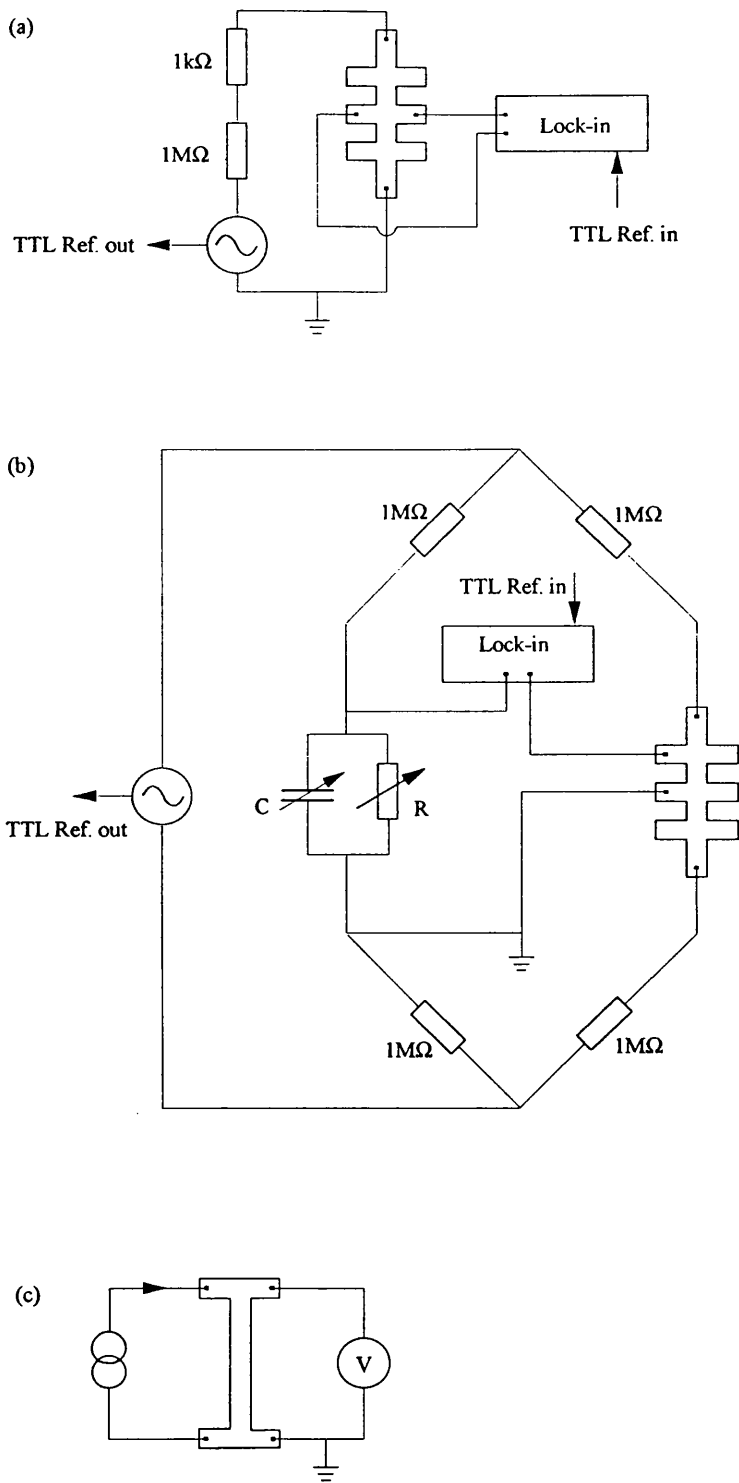 (a)
1kΩ
1MΩ
Lock-in
TTL Ref. out
TTL Ref. in
(b)
1MΩ
1MΩ
TTL Ref. in
Lock-in
C
R
TTL Ref. out
1MΩ
1MΩ
(c)
V